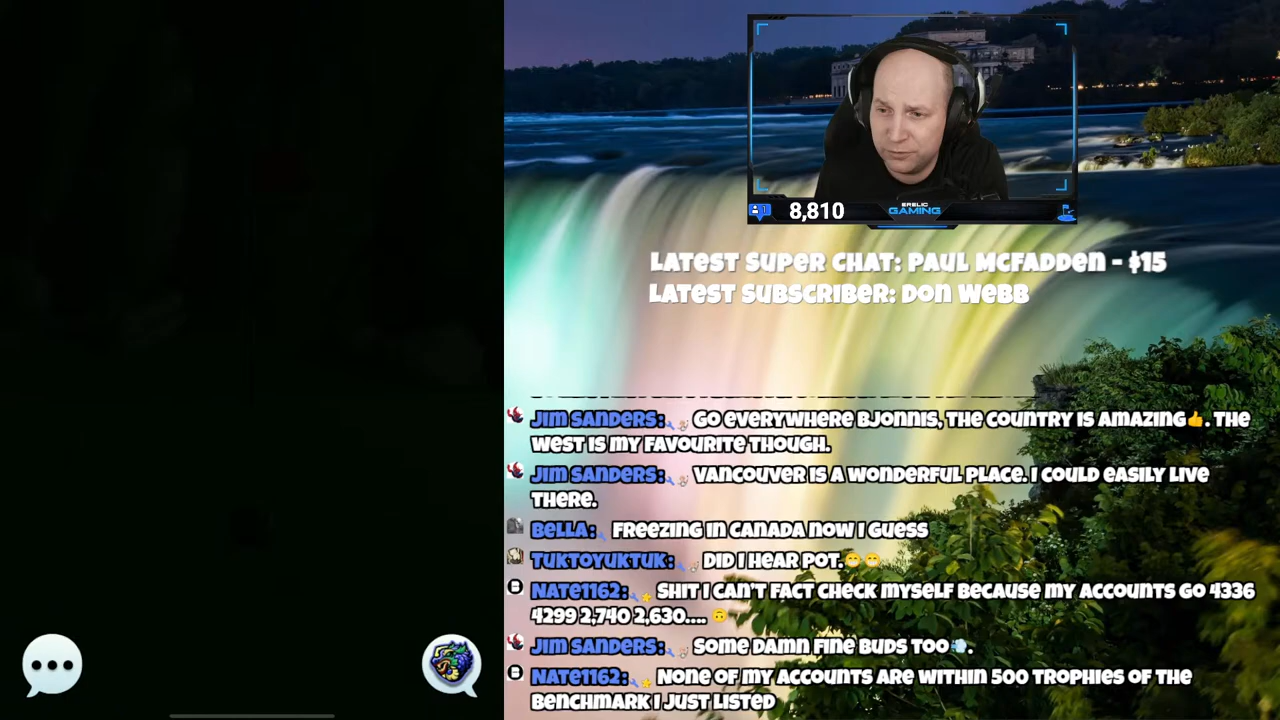 8,810
ERELIC
GAMING
Latest Super Chat: Paul McFadden - $15
Latest Subscriber: Don Webb
Jim Sanders: Go everywhere Bjonnis, the country is amazing👍. The
west is my favourite though.
Jim Sanders: Vancouver is a wonderful place. I could easily live
there.
Bella: Freezing in Canada now I guess
TukToyukTuk: Did I hear pot.😁😁
Nate1162: Shit I can't fact check myself because my accounts go 4336
4299 2,740 2,630.... 🙃
Jim Sanders: Some damn fine buds too💨.
Nate1162: None of my accounts are within 500 trophies of the
benchmark I just listed